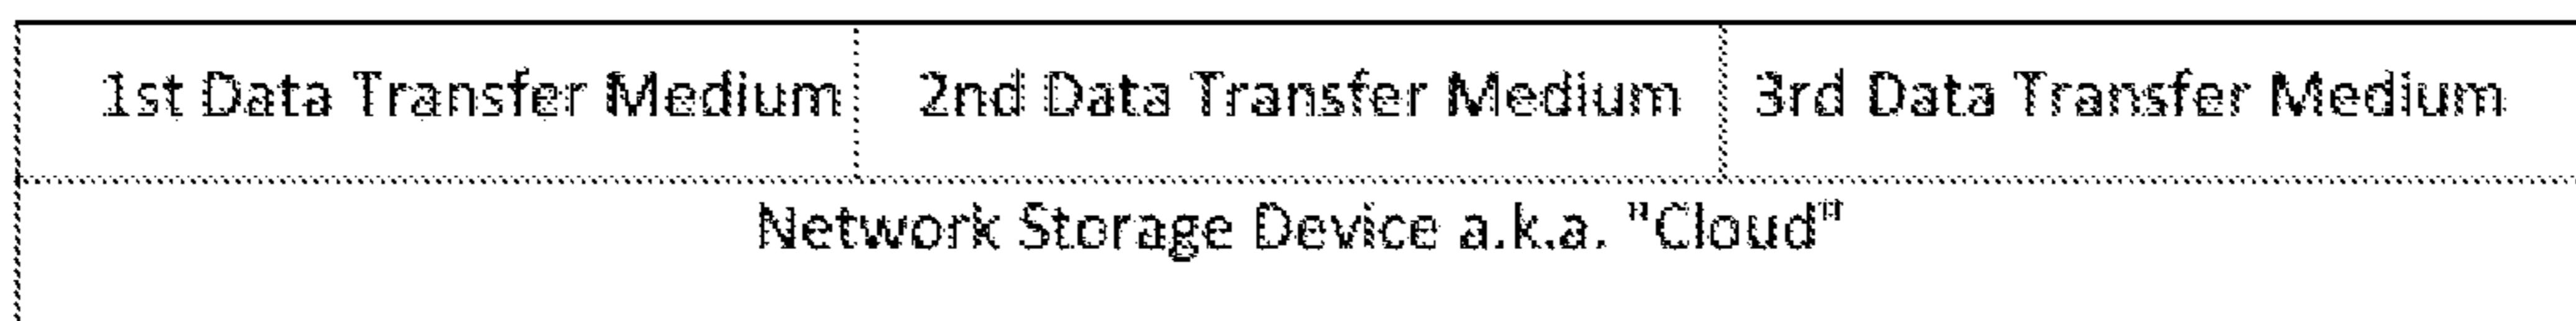 1st Data Transfer Medium 2nd Data Transfer Medium 3rd Data Transfer Medium
Network Storage Device a.k.a. "Cloud"